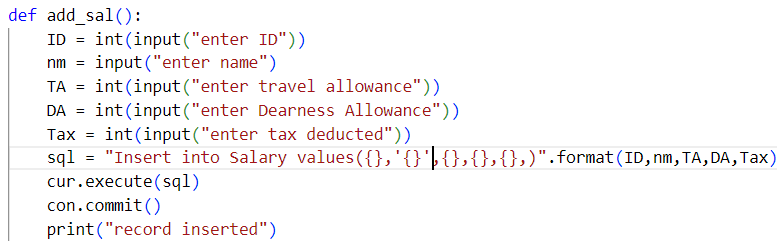 def add_sal():
ID = int(input("enter ID"))
nm = input("enter name")
TA = int(input("enter travel allowance"))
DA = int(input("enter Dearness Allowance"))
Tax = int(input("enter tax deducted"))
sql = "Insert into Salary values({},'{}',{},{},{},)".format(ID,nm,TA,DA,Tax)
cur.execute(sql)
con.commit()
print("record inserted")